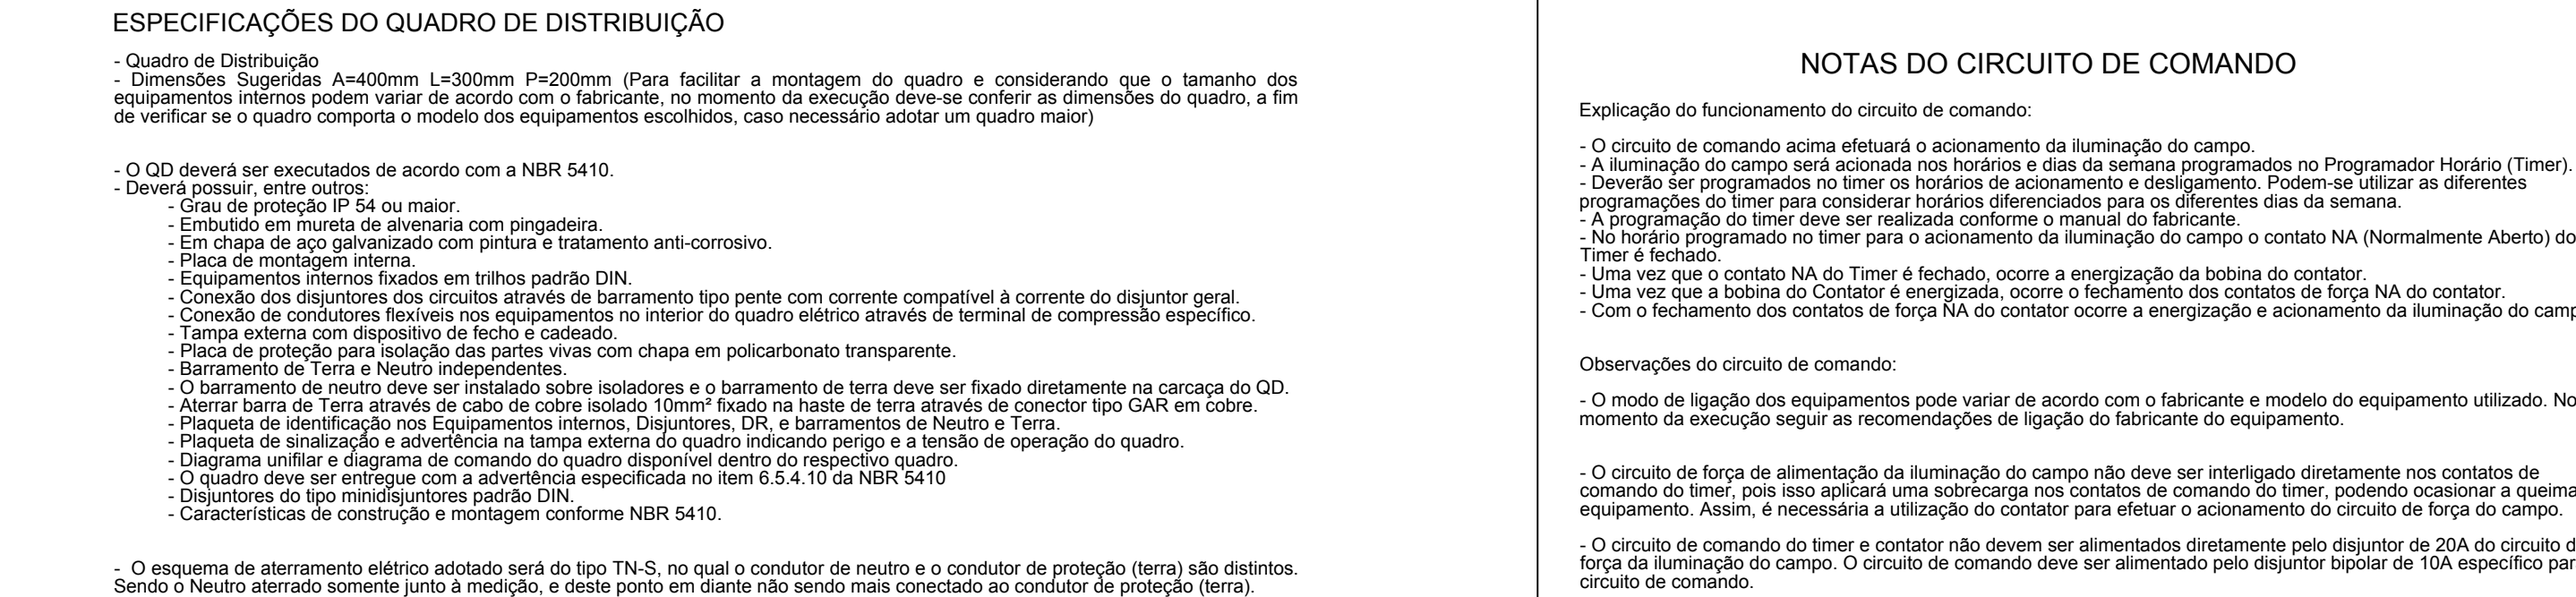 ESPECIFICAÇÕES DO QUADRO DE DISTRIBUIÇÃO
- Quadro de Distribuição
- Dimensões Sugeridas A=400mm L=300mm P=200mm (Para facilitar a montagem do quadro e considerando que o tamanho dos
equipamentos internos podem variar de acordo com o fabricante, no momento da execução deve-se conferir as dimensões do quadro, a fim
de verificar se o quadro comporta o modelo dos equipamentos escolhidos, caso necessário adotar um quadro maior)
- O QD deverá ser executados de acordo com a NBR 5410.
- Deverá possuir, entre outros:
- Grau de proteção IP 54 ou maior.
- Embutido em mureta de alvenaria com pingadeira.
- Em chapa de aço galvanizado com pintura e tratamento anti-corrosivo.
- Placa de montagem interna.
- Equipamentos internos fixados em trilhos padrão DIN.
- Conexão dos disjuntores dos circuitos através de barramento tipo pente com corrente compatível à corrente do disjuntor geral.
- Conexão de condutores flexíveis nos equipamentos no interior do quadro elétrico através de terminal de compressão específico.
- Tampa externa com dispositivo de fecho e cadeado.
- Placa de proteção para isolação das partes vivas com chapa em policarbonato transparente.
- Barramento de Terra e Neutro independentes.
- O barramento de neutro deve ser instalado sobre isoladores e o barramento de terra deve ser fixado diretamente na carcaça do QD.
- Aterrar barra de Terra através de cabo de cobre isolado 10mm² fixado na haste de terra através de conector tipo GAR em cobre.
- Plaqueta de identificação nos Equipamentos internos, Disjuntores, DR, e barramentos de Neutro e Terra.
- Plaqueta de sinalização e advertência na tampa externa do quadro indicando perigo e a tensão de operação do quadro.
- Diagrama unifilar e diagrama de comando do quadro disponível dentro do respectivo quadro.
- O quadro deve ser entregue com a advertência especificada no item 6.5.4.10 da NBR 5410
- Disjuntores do tipo minidisjuntores padrão DIN.
- Características de construção e montagem conforme NBR 5410.
- O esquema de aterramento elétrico adotado será do tipo TN-S, no qual o condutor de neutro e o condutor de proteção (terra) são distintos.
Sendo o Neutro aterrado somente junto à medição, e deste ponto em diante não sendo mais conectado ao condutor de proteção (terra).
NOTAS DO CIRCUITO DE COMANDO
Explicação do funcionamento do circuito de comando:
- O circuito de comando acima efetuará o acionamento da iluminação do campo.
- A iluminação do campo será acionada nos horários e dias da semana programados no Programador Horário (Timer).
- Deverão ser programados no timer os horários de acionamento e desligamento. Podem-se utilizar as diferentes
programações do timer para considerar horários diferenciados para os diferentes dias da semana.
- A programação do timer deve ser realizada conforme o manual do fabricante.
- No horário programado no timer para o acionamento da iluminação do campo o contato NA (Normalmente Aberto) do
Timer é fechado.
- Uma vez que o contato NA do Timer é fechado, ocorre a energização da bobina do contator.
- Uma vez que a bobina do Contator é energizada, ocorre o fechamento dos contatos de força NA do contator.
- Com o fechamento dos contatos de força NA do contator ocorre a energização e acionamento da iluminação do camp
Observações do circuito de comando:
- O modo de ligação dos equipamentos pode variar de acordo com o fabricante e modelo do equipamento utilizado. No
momento da execução seguir as recomendações de ligação do fabricante do equipamento.
- O circuito de força de alimentação da iluminação do campo não deve ser interligado diretamente nos contatos de
comando do timer, pois isso aplicará uma sobrecarga nos contatos de comando do timer, podendo ocasionar a queima
equipamento. Assim, é necessária a utilização do contator para efetuar o acionamento do circuito de força do campo.
- O circuito de comando do timer e contator não devem ser alimentados diretamente pelo disjuntor de 20A do circuito d
força da iluminação do campo. O circuito de comando deve ser alimentado pelo disjuntor bipolar de 10A específico par
circuito de comando.